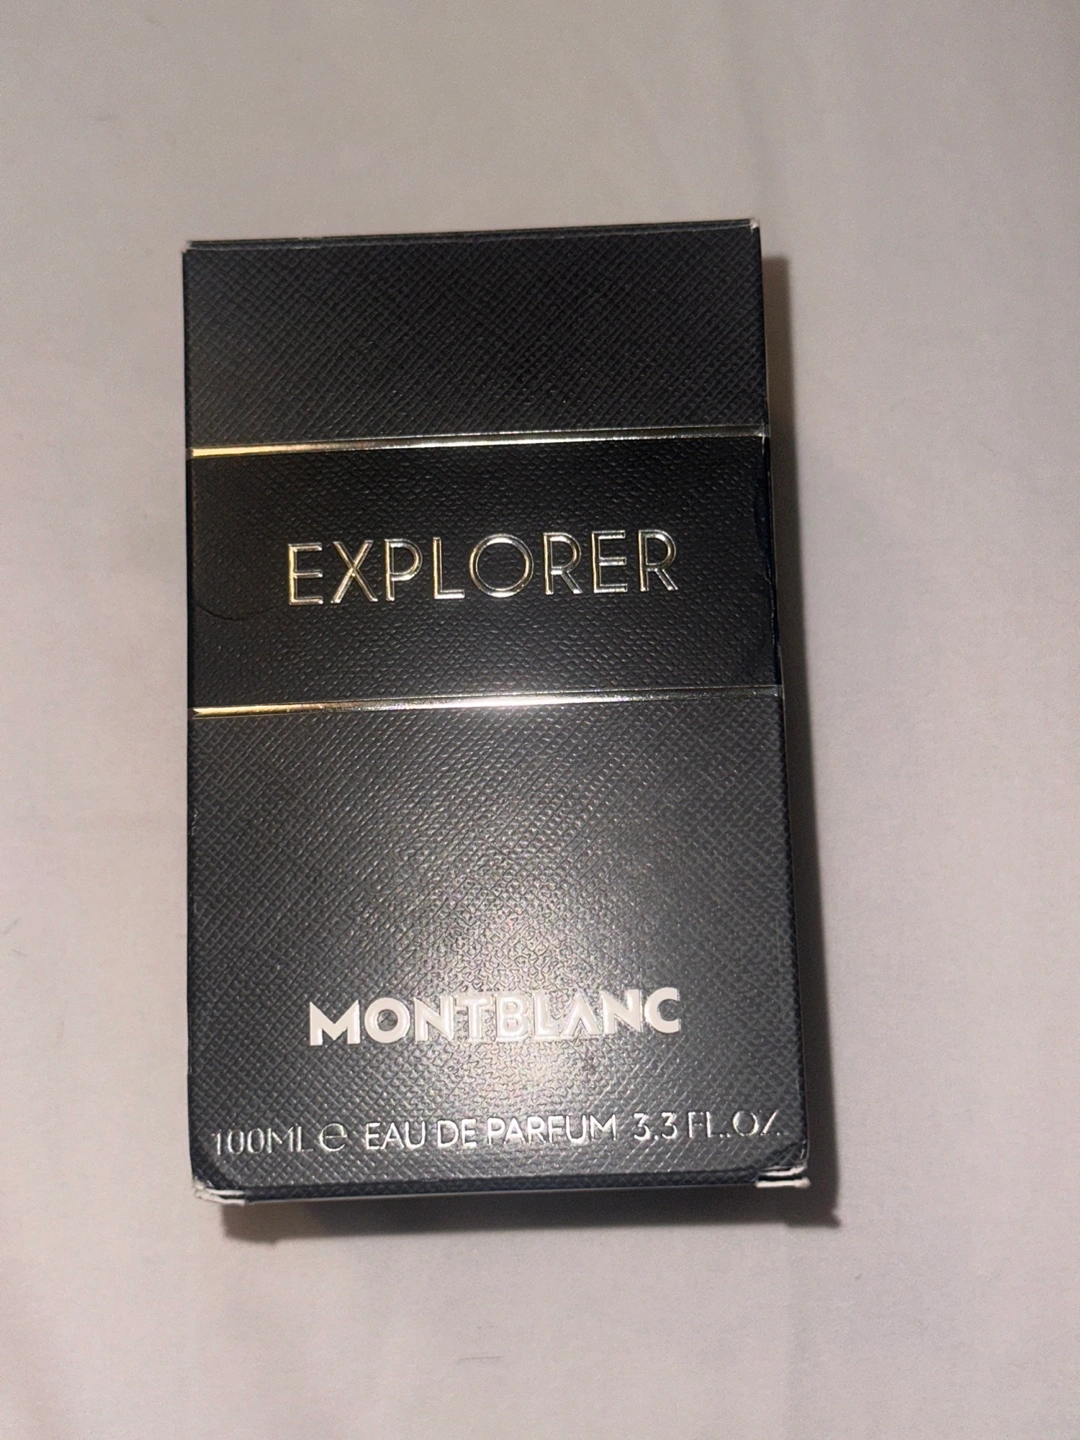 EXPLORER
MONTBLANC
100ML ℮ EAU DE PARFUM 3.3 FL.OZ.